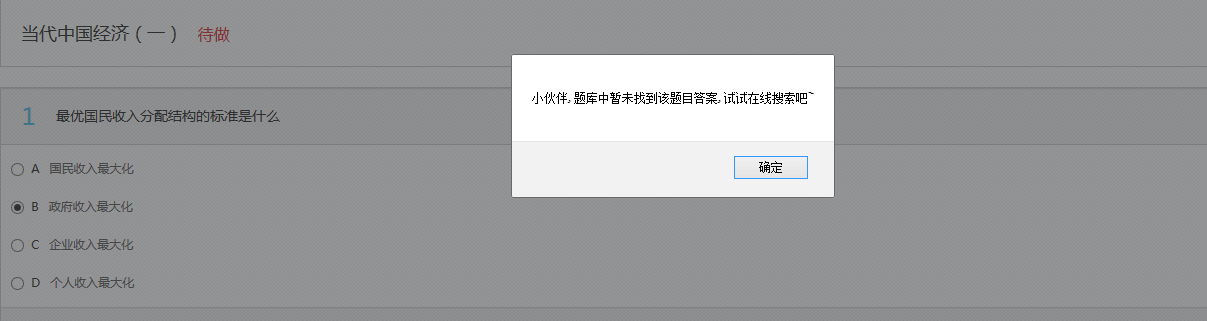 当代中国经济（一） 待做
小伙伴,题库中暂未找到该题目答案,试试在线搜索吧~
确定
1 最优国民收入分配结构的标准是什么
A 国民收入最大化
B 政府收入最大化
C 企业收入最大化
D 个人收入最大化